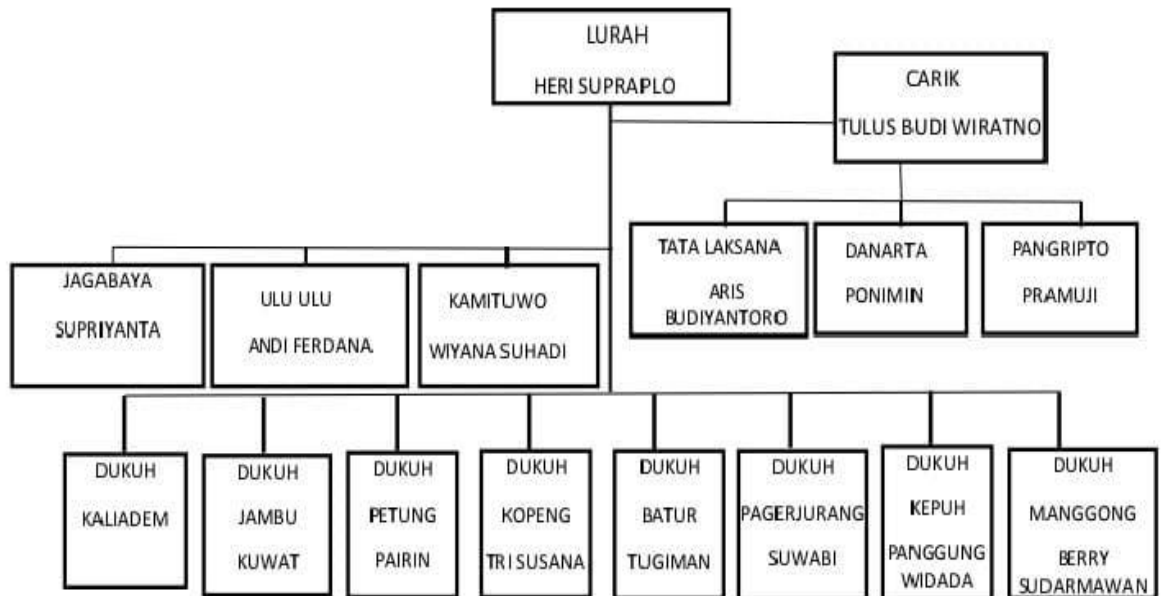 LURAH
HERI SUPRAPLO
CARIK
TULUS BUDI WIRATNO
TATA LAKSANA
ARIS
BUDIYANTORO
DANARTA
PONIMIN
PANGRIPTO
PRAMUJI
JAGABAYA
SUPRIYANTA
ULU ULU
ANDI FERDANA.
KAMITUWO
WIYANA SUHADI
DUKUH
KALIADEM
DUKUH
JAMBU
KUWAT
DUKUH
PETUNG
PAIRIN
DUKUH
KOPENG
TRI SUSANA
DUKUH
BATUR
TUGIMAN
DUKUH
PAGERJURANG
SUWABI
DUKUH
KEPUH
PANGGUNG
WIDADA
DUKUH
MANGGONG
BERRY
SUDARMAWAN